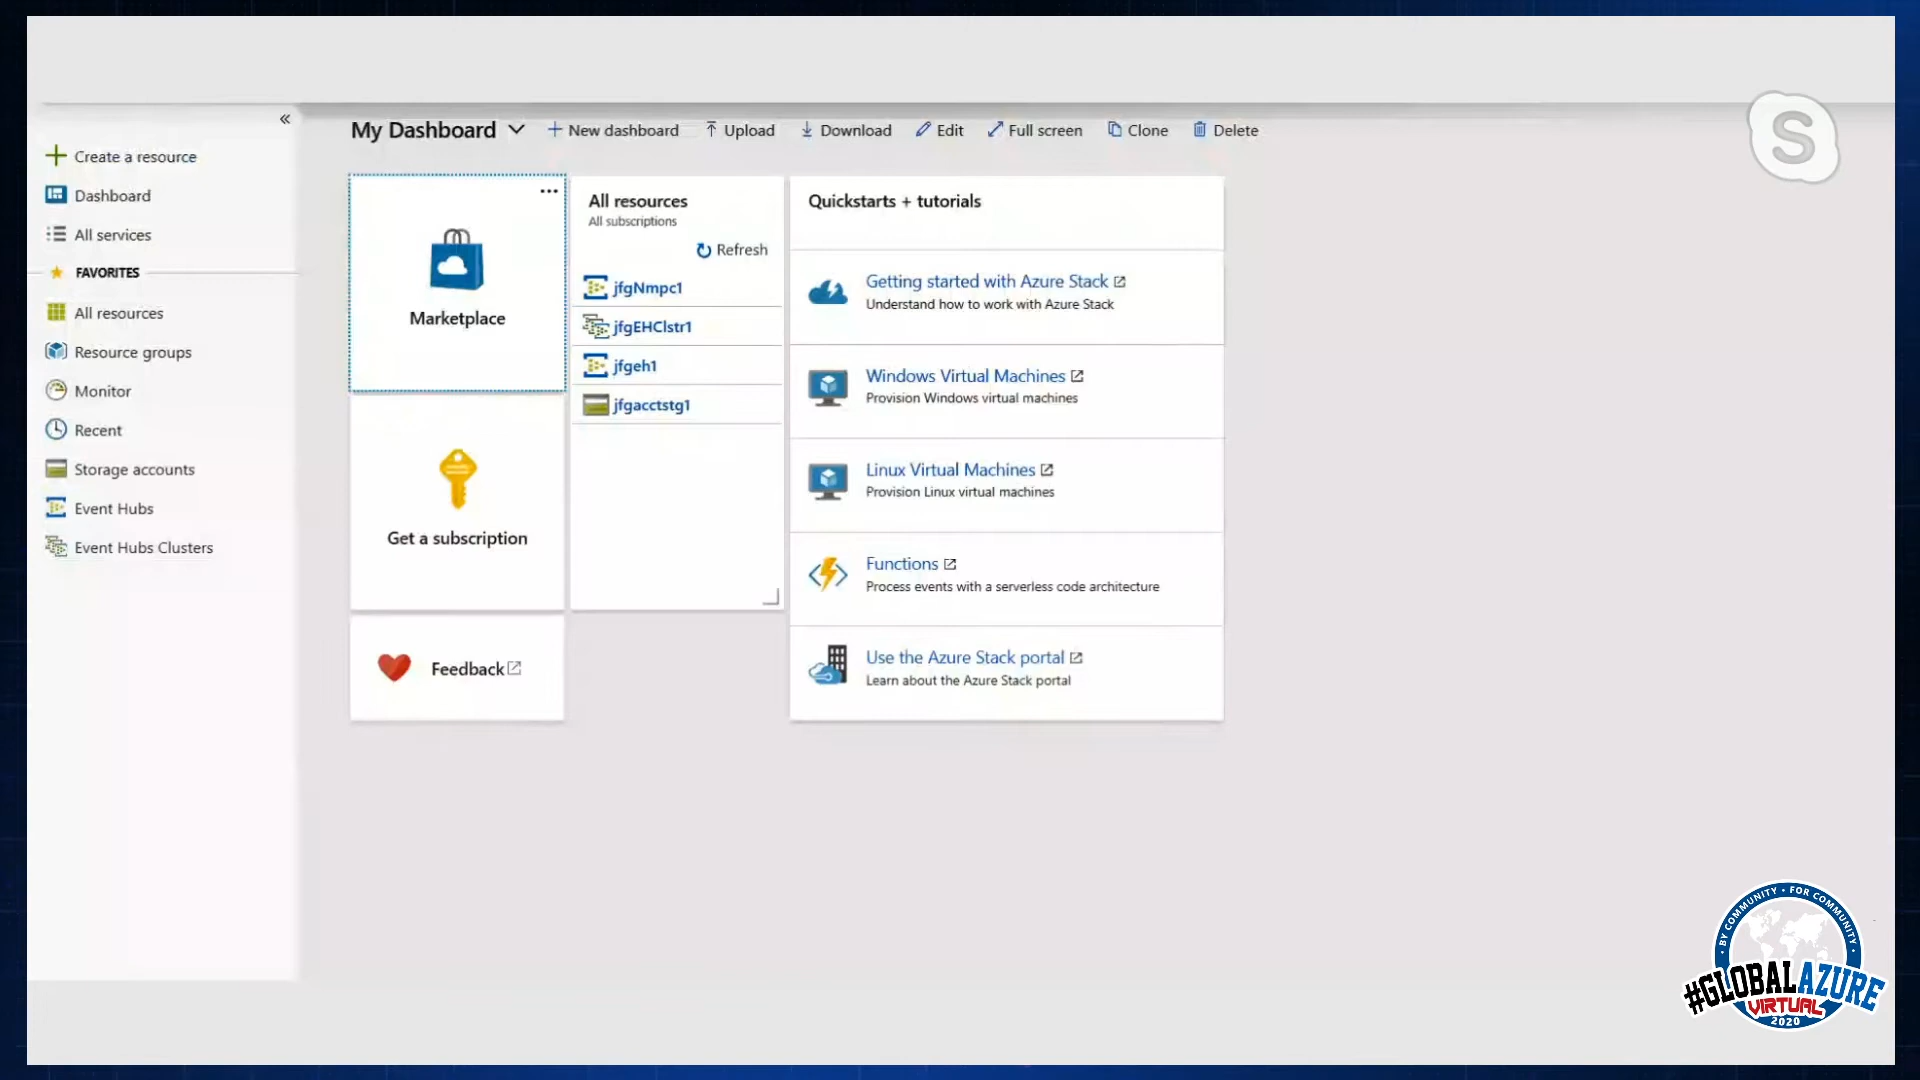 «
Create a resource
Dashboard
All services
FAVORITES
All resources
Resource groups
Monitor
Recent
Storage accounts
Event Hubs
Event Hubs Clusters
My Dashboard
New dashboard
Upload
Download
Edit
Full screen
Clone
Delete
...
Marketplace
Get a subscription
Feedback
All resources
All subscriptions
Refresh
jfgNmpc1
jfgEHClstr1
jfgeh1
jfgacctstg1
Quickstarts + tutorials
Getting started with Azure Stack
Understand how to work with Azure Stack
Windows Virtual Machines
Provision Windows virtual machines
Linux Virtual Machines
Provision Linux virtual machines
Functions
Process events with a serverless code architecture
Use the Azure Stack portal
Learn about the Azure Stack portal
S
BY COMMUNITY • FOR COMMUNITY
#GLOBALAZURE
VIRTUAL
2020